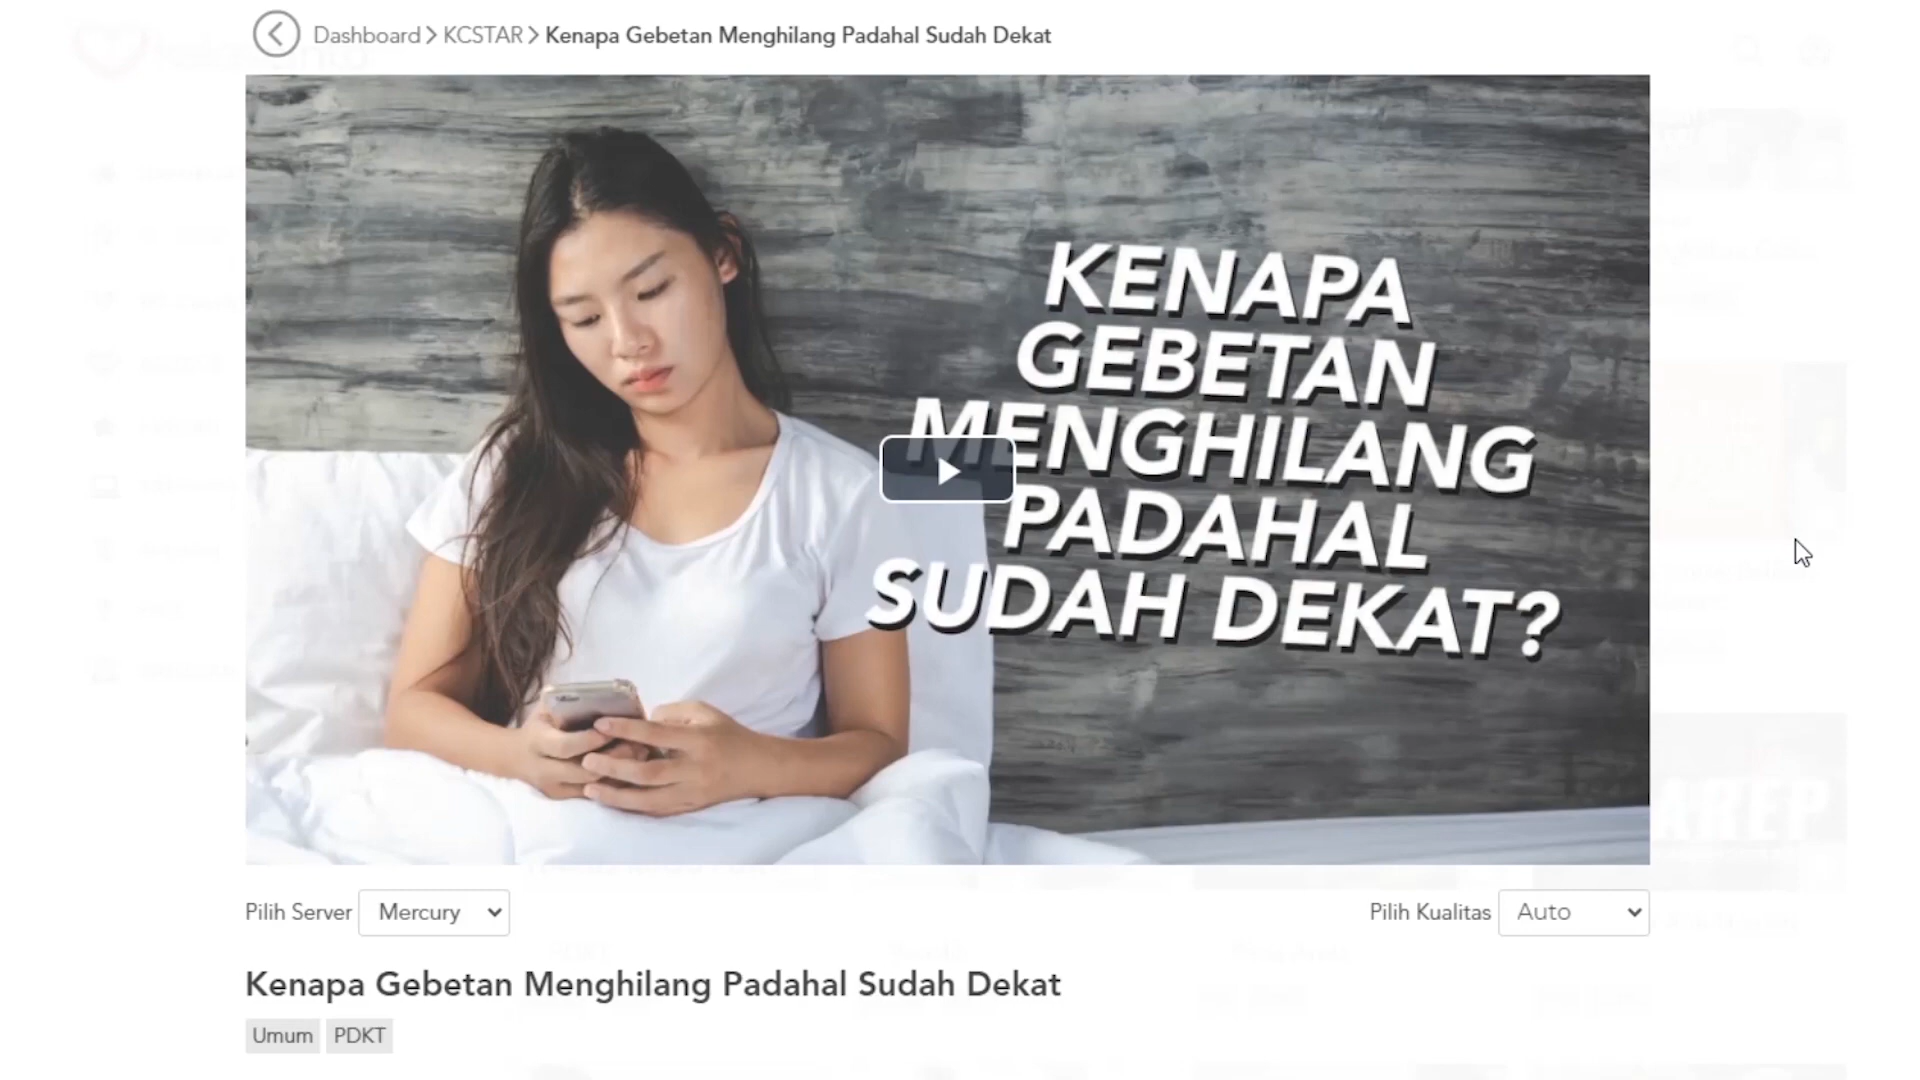 Dashboard > KCSTAR > Kenapa Gebetan Menghilang Padahal Sudah Dekat
KENAPA
GEBETAN
MENGHILANG
PADAHAL
SUDAH DEKAT?
Pilih Server Mercury
Pilih Kualitas Auto
Kenapa Gebetan Menghilang Padahal Sudah Dekat
Umum PDKT